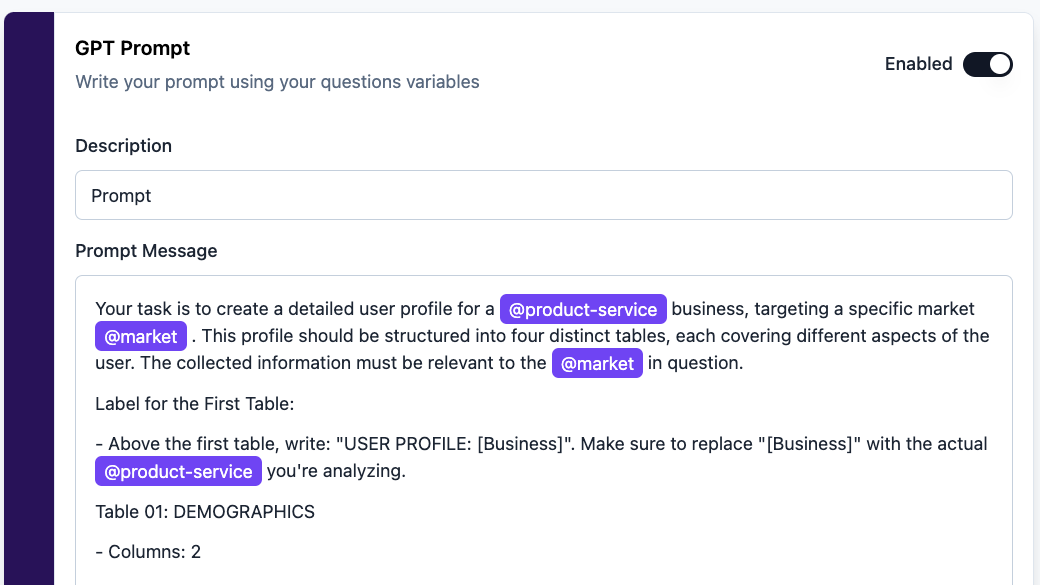 GPT Prompt
Write your prompt using your questions variables
Enabled
Description
Prompt
Prompt Message
Your task is to create a detailed user profile for a @product-service business, targeting a specific market
@market . This profile should be structured into four distinct tables, each covering different aspects of the
user. The collected information must be relevant to the @market in question.
Label for the First Table:
- Above the first table, write: "USER PROFILE: [Business]". Make sure to replace "[Business]" with the actual
@product-service you're analyzing.
Table 01: DEMOGRAPHICS
- Columns: 2